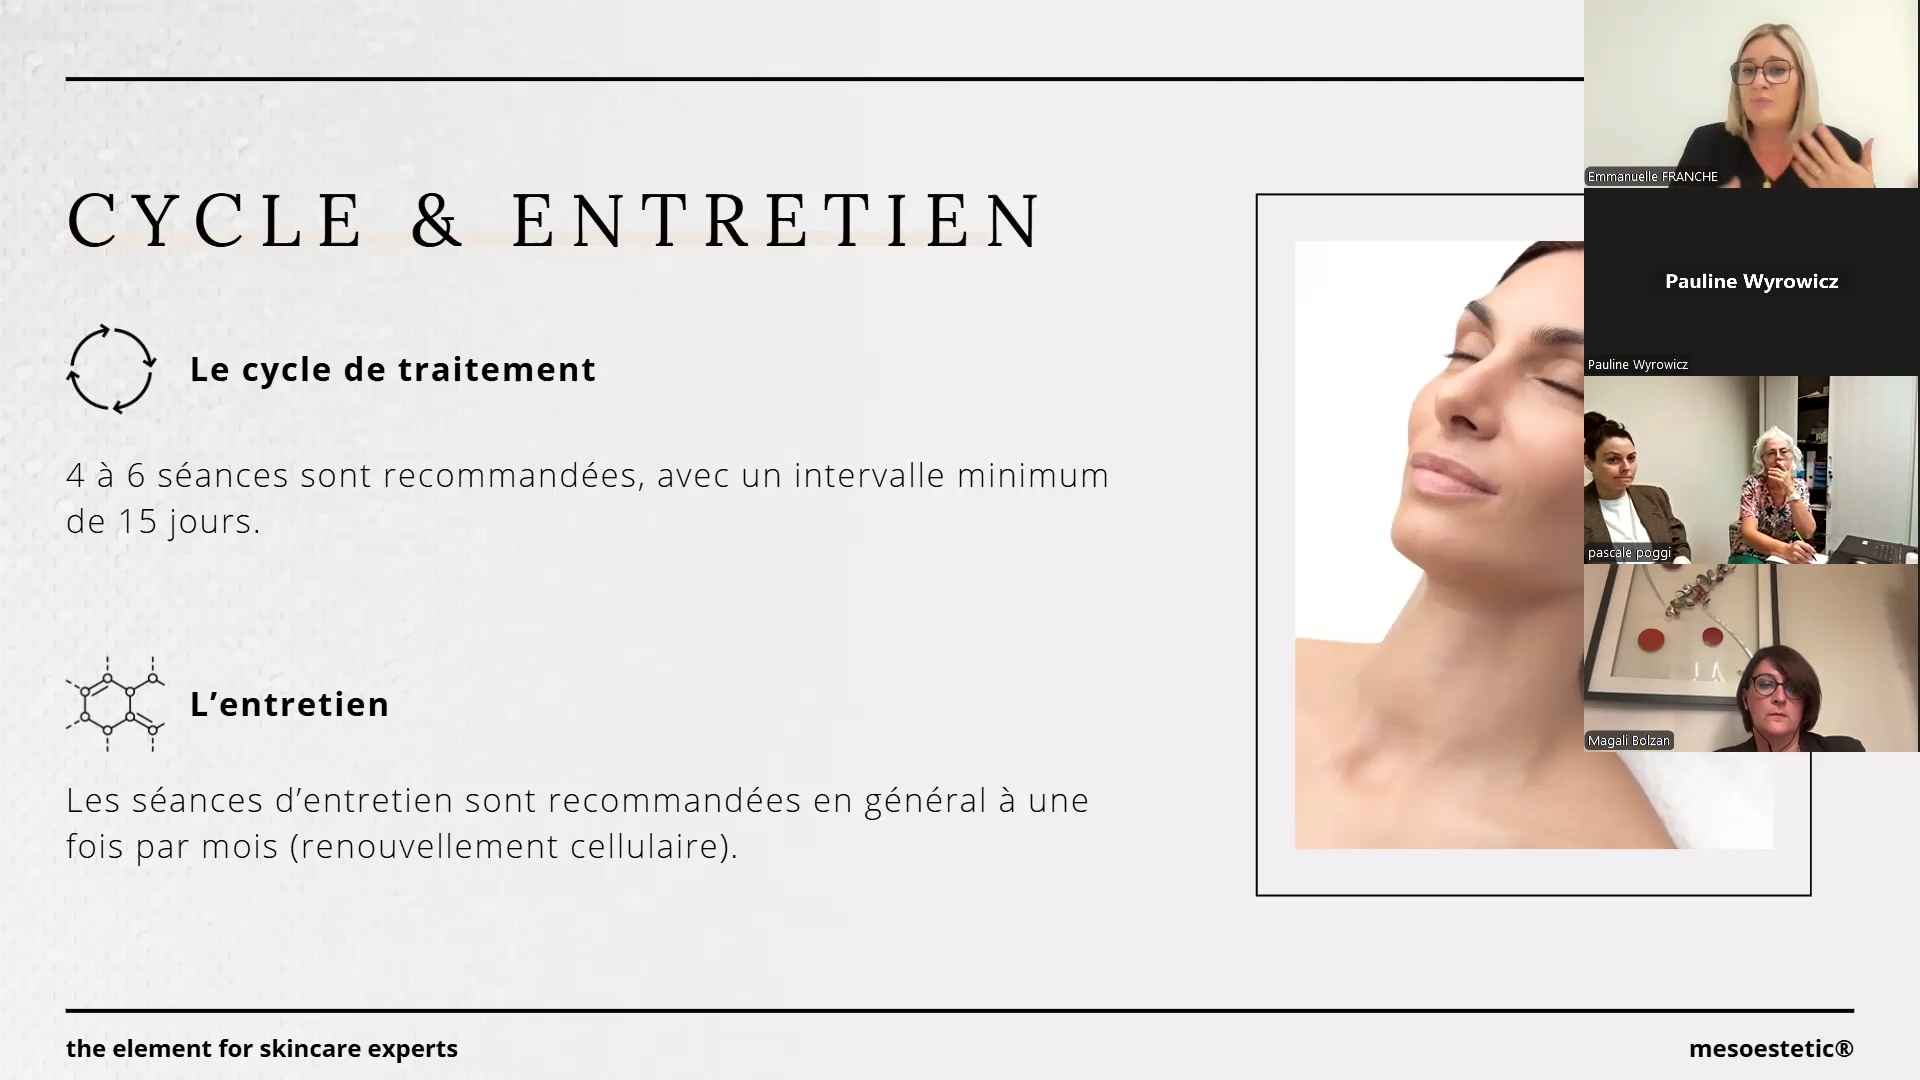 CYCLE & ENTRETIEN
Le cycle de traitement
4 à 6 séances sont recommandées, avec un intervalle minimum
de 15 jours.
L’entretien
Les séances d’entretien sont recommandées en général à une
fois par mois (renouvellement cellulaire).
the element for skincare experts
mesoestetic®
Emmanuelle FRANCHE
Pauline Wyrowicz
Pauline Wyrowicz
pascale poggi
Magali Bolzan